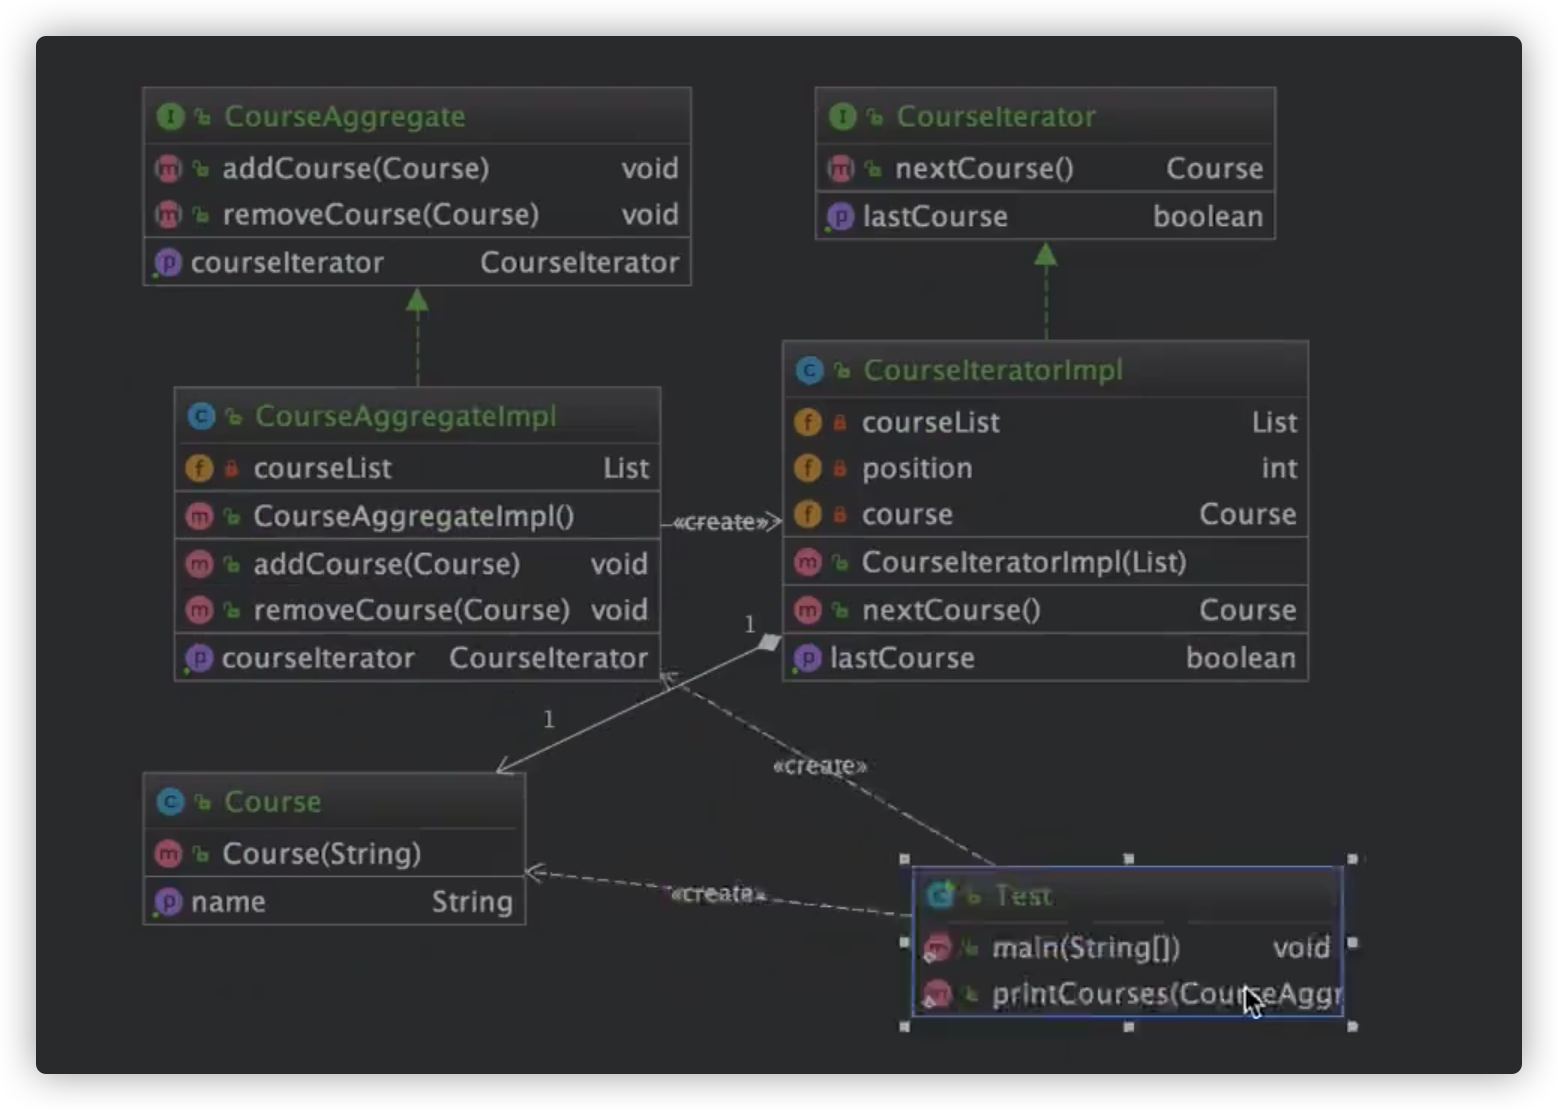 CourseAggregate
addCourse(Course) void
removeCourse(Course) void
courseIterator CourseIterator
CourseIterator
nextCourse() Course
lastCourse boolean
CourseAggregateImpl
courseList List
CourseAggregateImpl()
addCourse(Course) void
removeCourse(Course) void
courseIterator CourseIterator
«create»
CourseIteratorImpl
courseList List
position int
course Course
CourseIteratorImpl(List)
nextCourse() Course
lastCourse boolean
1
1
«create»
Course
Course(String)
name String
«create»
Test
main(String[]) void
printCourses(CourseAggr